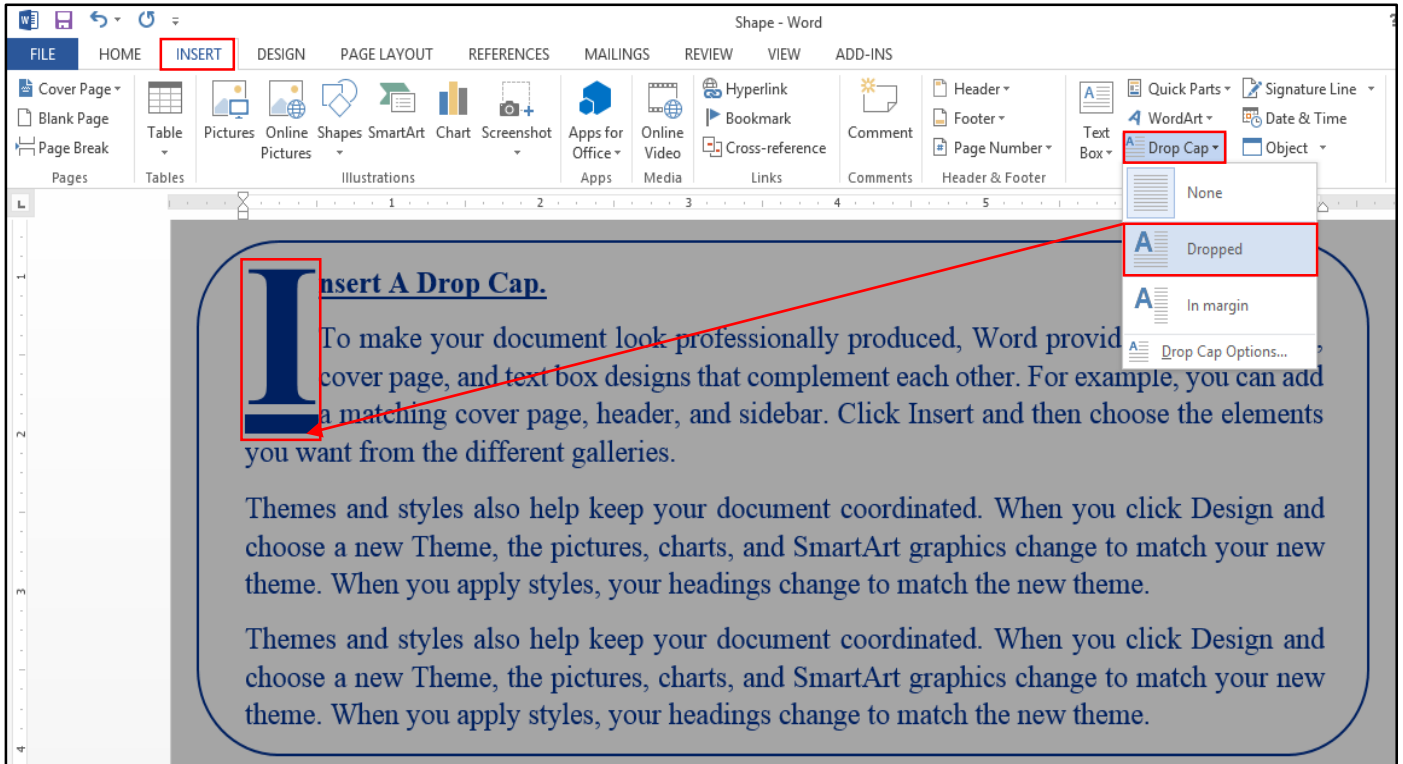 Shape - Word
?
FILE HOME INSERT DESIGN PAGE LAYOUT REFERENCES MAILINGS REVIEW VIEW ADD-INS
Cover Page
Blank Page
Page Break
Pages
Table
Tables
Pictures
Online Pictures
Shapes
SmartArt
Chart
Screenshot
Illustrations
Apps for Office
Apps
Online Video
Media
Hyperlink
Bookmark
Cross-reference
Links
Comment
Comments
Header
Footer
Page Number
Header & Footer
Text Box
Quick Parts
WordArt
Drop Cap
Signature Line
Date & Time
Object
None
Dropped
In margin
Drop Cap Options...
1 2 3 4 5
1
2
3
4
Insert A Drop Cap.
To make your document look professionally produced, Word provid
cover page, and text box designs that complement each other. For example, you can add
a matching cover page, header, and sidebar. Click Insert and then choose the elements
you want from the different galleries.
Themes and styles also help keep your document coordinated. When you click Design and
choose a new Theme, the pictures, charts, and SmartArt graphics change to match your new
theme. When you apply styles, your headings change to match the new theme.
Themes and styles also help keep your document coordinated. When you click Design and
choose a new Theme, the pictures, charts, and SmartArt graphics change to match your new
theme. When you apply styles, your headings change to match the new theme.